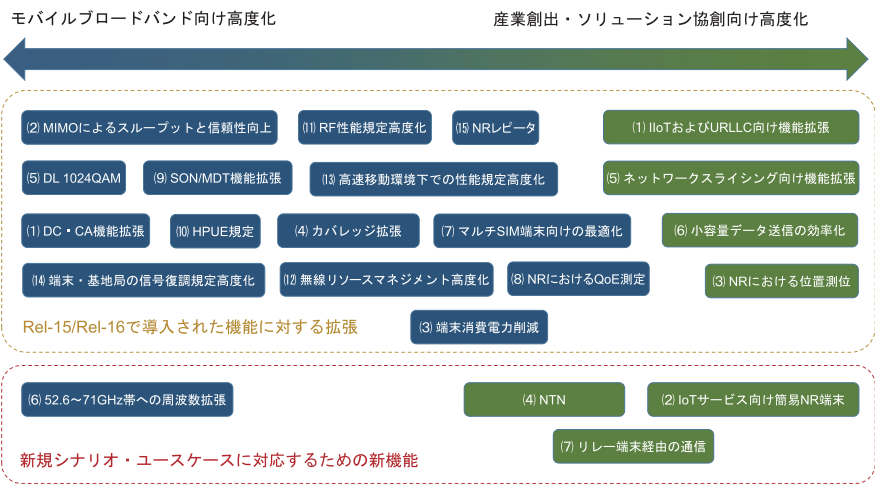 モバイルブロードバンド向け高度化
産業創出・ソリューション協創向け高度化
⑵ MIMOによるスループットと信頼性向上
⑾ RF性能規定高度化
⒂ NRレピータ
⑴ IIoTおよびURLLC向け機能拡張
⑸ DL 1024QAM
⑼ SON/MDT機能拡張
⒀ 高速移動環境下での性能規定高度化
⑸ ネットワークスライシング向け機能拡張
⑴ DC・CA機能拡張
⑽ HPUE規定
⑷ カバレッジ拡張
⑺ マルチSIM端末向けの最適化
⑹ 小容量データ送信の効率化
⒁ 端末・基地局の信号復調規定高度化
⑿ 無線リソースマネジメント高度化
⑻ NRにおけるQoE測定
⑶ NRにおける位置測位
Rel-15/Rel-16で導入された機能に対する拡張
⑶ 端末消費電力削減
⑹ 52.6～71GHz帯への周波数拡張
⑷ NTN
⑵ IoTサービス向け簡易NR端末
⑺ リレー端末経由の通信
新規シナリオ・ユースケースに対応するための新機能